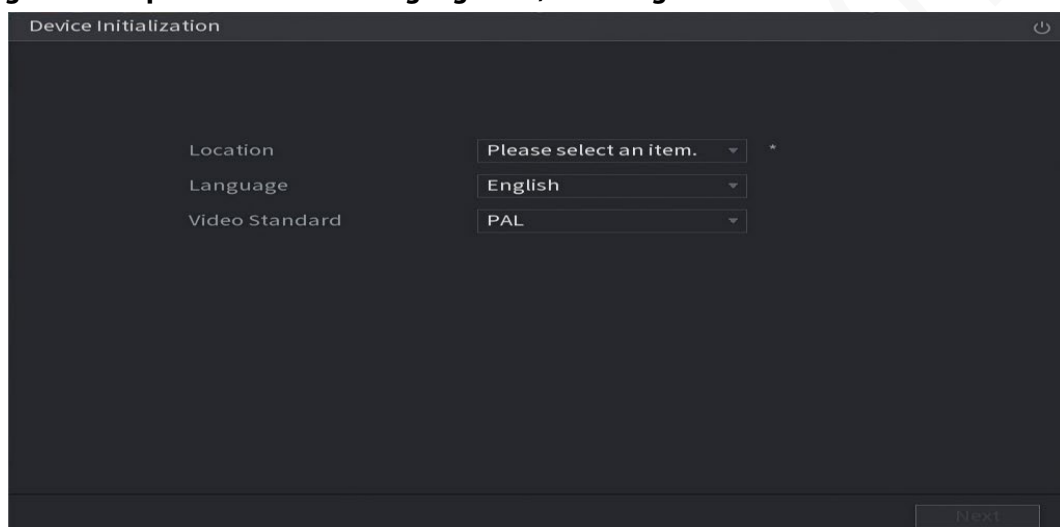 Device Initialization
Location Please select an item. *
Language English
Video Standard PAL
Next